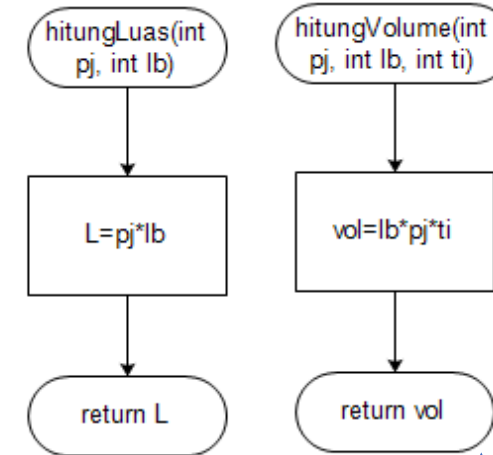 hitungLuas(int
pj, int lb)
L=pj*lb
return L
hitungVolume(int
pj, int lb, int ti)
vol=lb*pj*ti
return vol